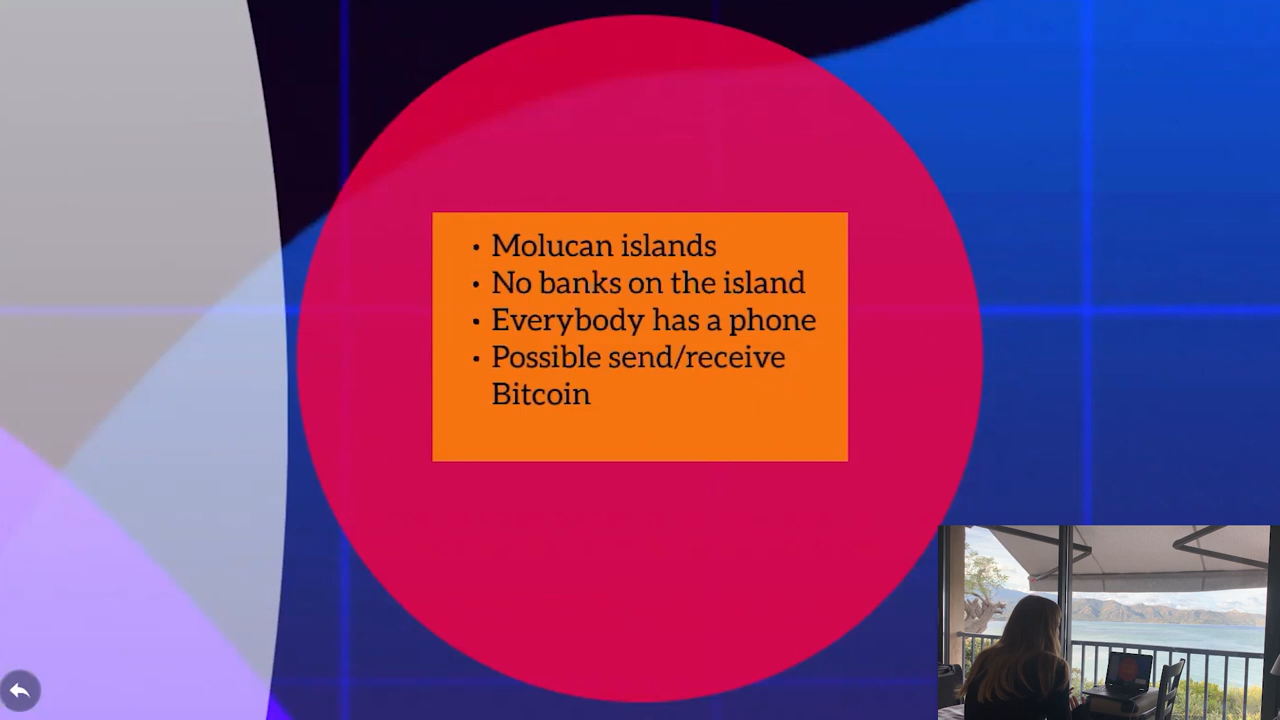 • Molucan islands
• No banks on the island
• Everybody has a phone
• Possible send/receive
Bitcoin